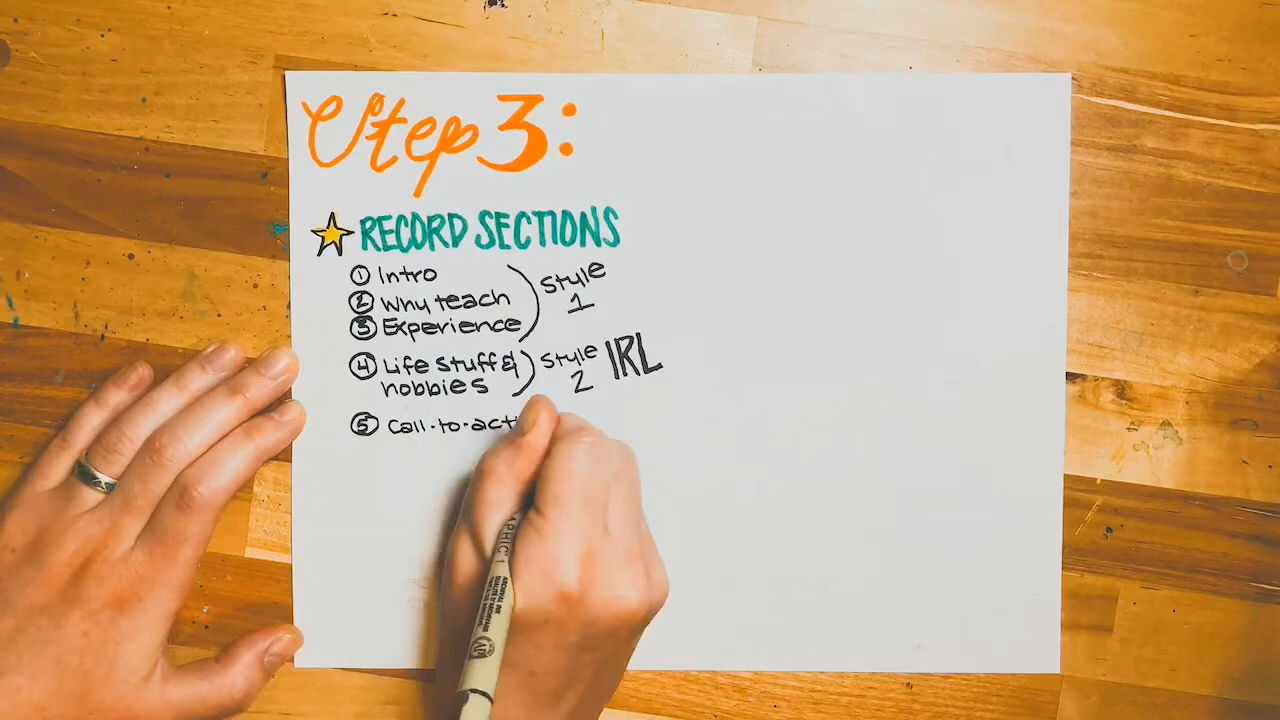 Step 3:
RECORD SECTIONS
① Intro
② Why teach
③ Experience
Style
1
④ Life stuff &
hobbies
Style
2
IRL
⑤ Call-to-act